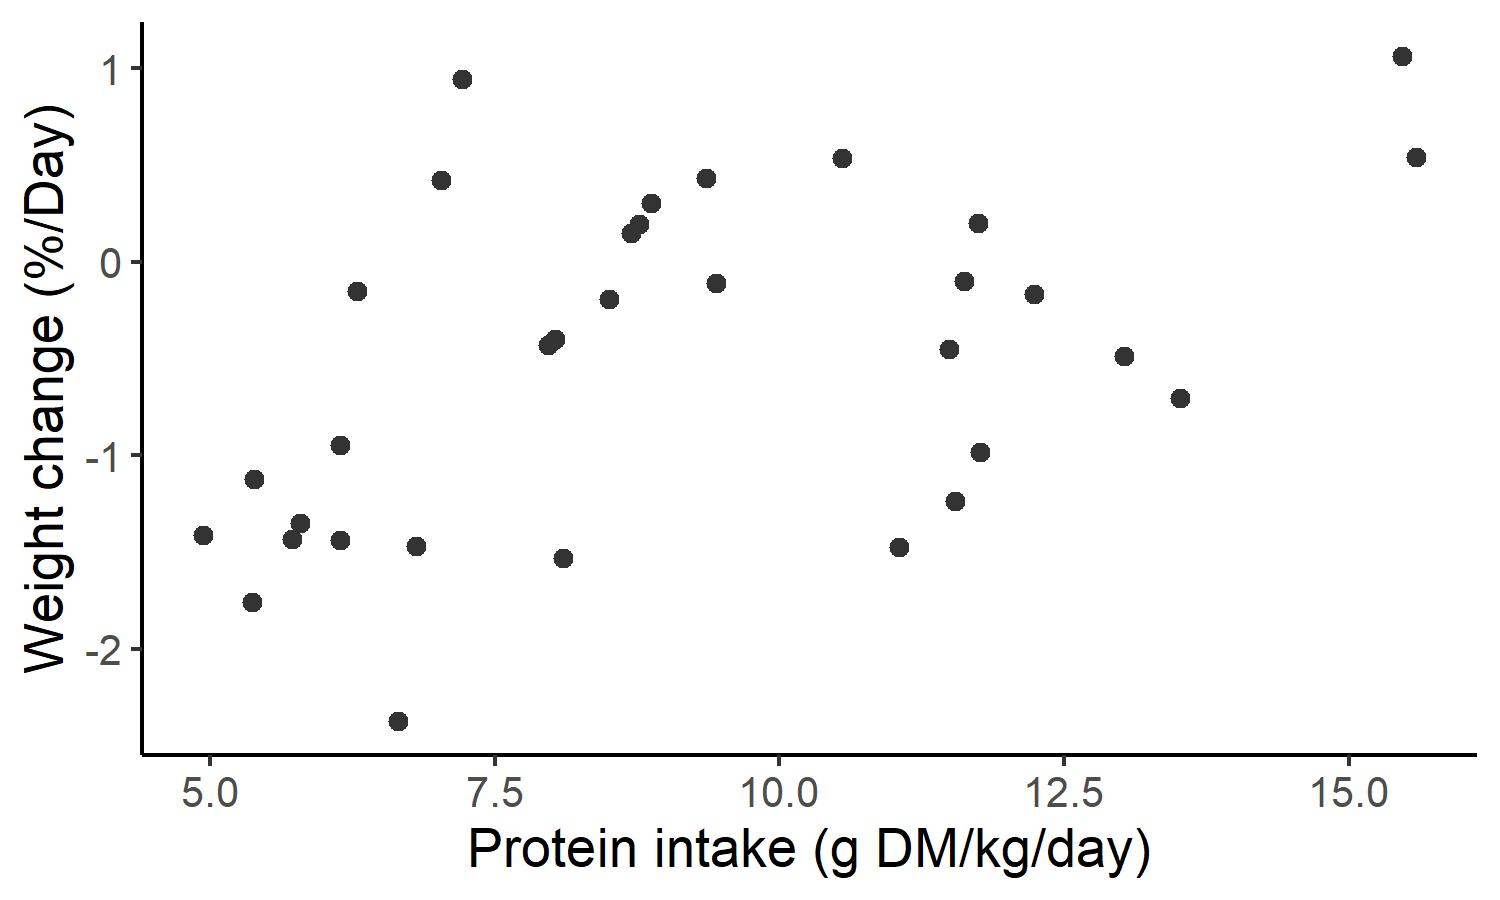 Weight change (%/Day)
1
0
-1
-2
5.0 7.5 10.0 12.5 15.0
Protein intake (g DM/kg/day)